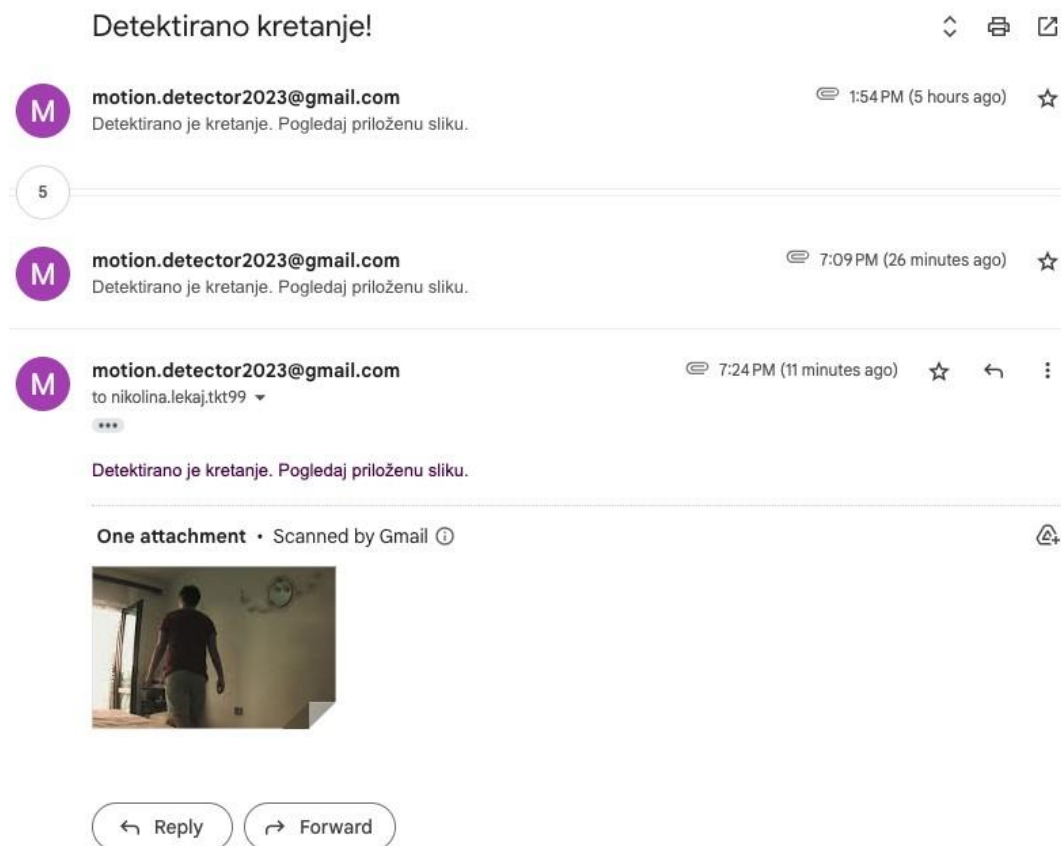 Detektirano kretanje!
M
motion.detector2023@gmail.com
1:54 PM (5 hours ago)
Detektirano je kretanje. Pogledaj priloženu sliku.
5
M
motion.detector2023@gmail.com
7:09 PM (26 minutes ago)
Detektirano je kretanje. Pogledaj priloženu sliku.
M
motion.detector2023@gmail.com
7:24 PM (11 minutes ago)
to nikolina.lekaj.tkt99
Detektirano je kretanje. Pogledaj priloženu sliku.
One attachment • Scanned by Gmail
Reply
Forward